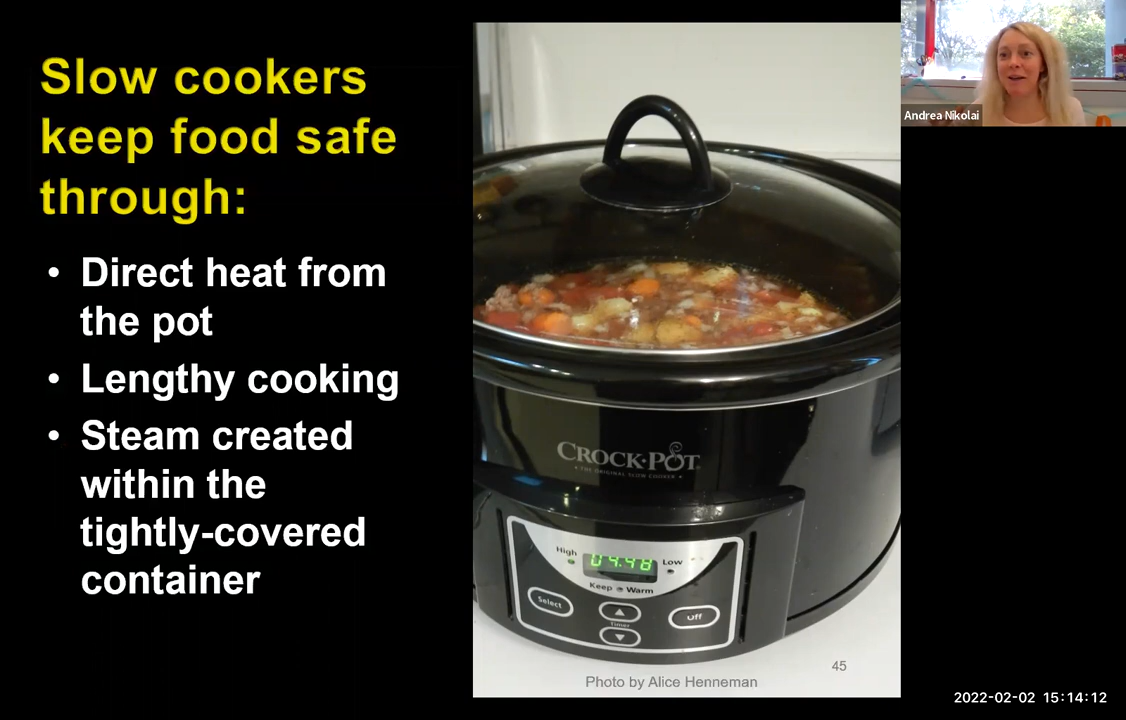 Slow cookers
keep food safe
through:
• Direct heat from
the pot
• Lengthy cooking
• Steam created
within the
tightly-covered
container
CROCK·POT
• THE ORIGINAL SLOW COOKER •
High
04:48
Low
Keep Warm
Select
Timer
Off
45
Photo by Alice Henneman
Andrea Nikolai
2022-02-02 15:14:12